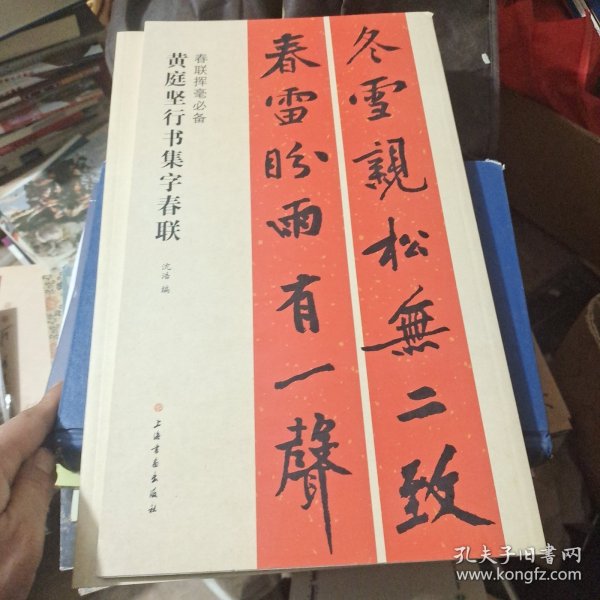 冬雪親松無二致
春雷盼雨有一聲
春联挥毫必备
黄庭坚行书集字春联
沈浩 编
上海书画出版社
孔夫子旧書网
www.kongfz.com